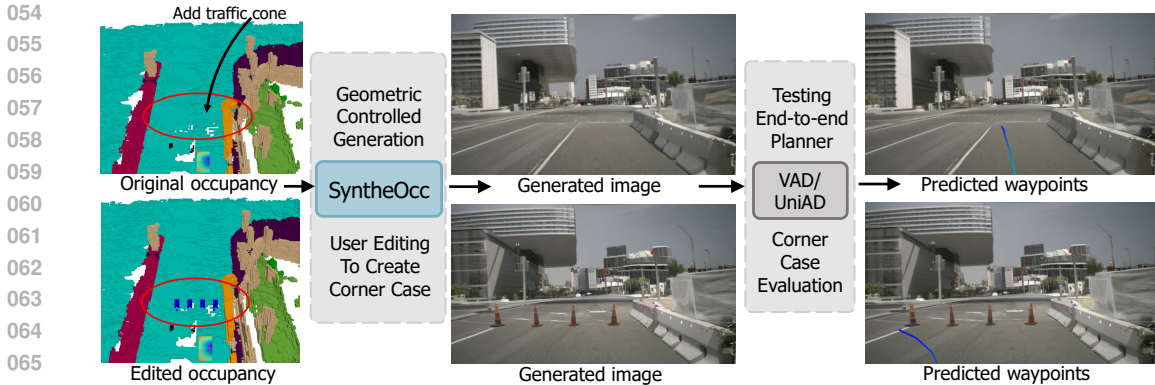 054
055
056
057
058
059
060
061
062
063
064
065
Add traffic cone
Original occupancy
Edited occupancy
Geometric
Controlled
Generation
SyntheOcc
User Editing
To Create
Corner Case
Generated image
Generated image
Testing
End-to-end
Planner
VAD/
UniAD
Corner
Case
Evaluation
Predicted waypoints
Predicted waypoints